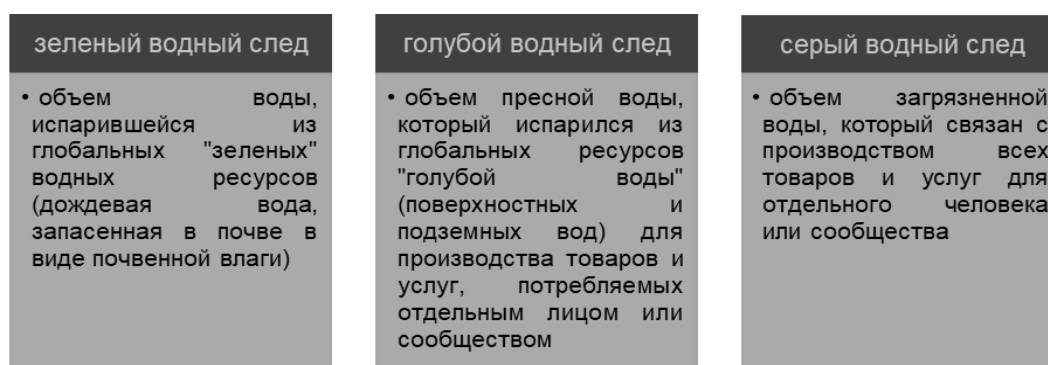 зеленый водный след
• объем воды,
испарившейся из
глобальных "зеленых"
водных ресурсов
(дождевая вода,
запасенная в почве в
виде почвенной влаги)
голубой водный след
• объем пресной воды,
который испарился из
глобальных ресурсов
"голубой воды"
(поверхностных и
подземных вод) для
производства товаров и
услуг, потребляемых
отдельным лицом или
сообществом
серый водный след
• объем загрязненной
воды, который связан с
производством всех
товаров и услуг для
отдельного человека
или сообщества